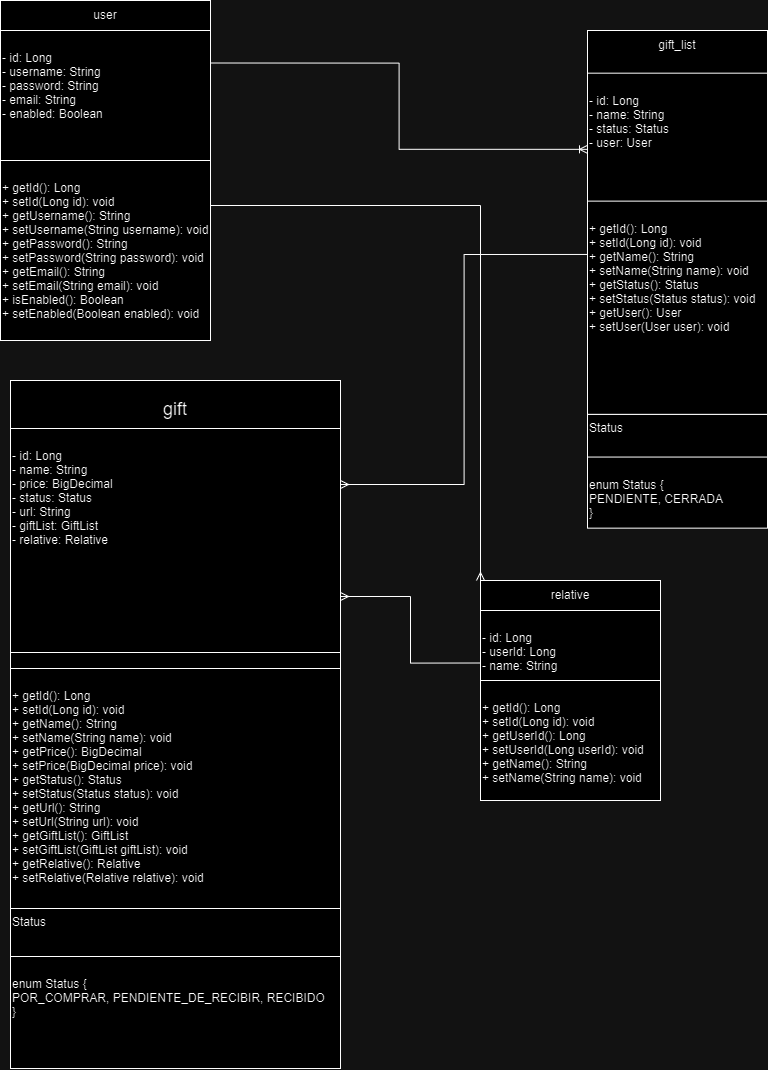 user
- id: Long
- username: String
- password: String
- email: String
- enabled: Boolean
+ getId(): Long
+ setId(Long id): void
+ getUsername(): String
+ setUsername(String username): void
+ getPassword(): String
+ setPassword(String password): void
+ getEmail(): String
+ setEmail(String email): void
+ isEnabled(): Boolean
+ setEnabled(Boolean enabled): void
gift_list
- id: Long
- name: String
- status: Status
- user: User
+ getId(): Long
+ setId(Long id): void
+ getName(): String
+ setName(String name): void
+ getStatus(): Status
+ setStatus(Status status): void
+ getUser(): User
+ setUser(User user): void
Status
enum Status {
PENDIENTE, CERRADA
}
gift
- id: Long
- name: String
- price: BigDecimal
- status: Status
- url: String
- giftList: GiftList
- relative: Relative
+ getId(): Long
+ setId(Long id): void
+ getName(): String
+ setName(String name): void
+ getPrice(): BigDecimal
+ setPrice(BigDecimal price): void
+ getStatus(): Status
+ setStatus(Status status): void
+ getUrl(): String
+ setUrl(String url): void
+ getGiftList(): GiftList
+ setGiftList(GiftList giftList): void
+ getRelative(): Relative
+ setRelative(Relative relative): void
Status
enum Status {
POR_COMPRAR, PENDIENTE_DE_RECIBIR, RECIBIDO
}
relative
- id: Long
- userId: Long
- name: String
+ getId(): Long
+ setId(Long id): void
+ getUserId(): Long
+ setUserId(Long userId): void
+ getName(): String
+ setName(String name): void